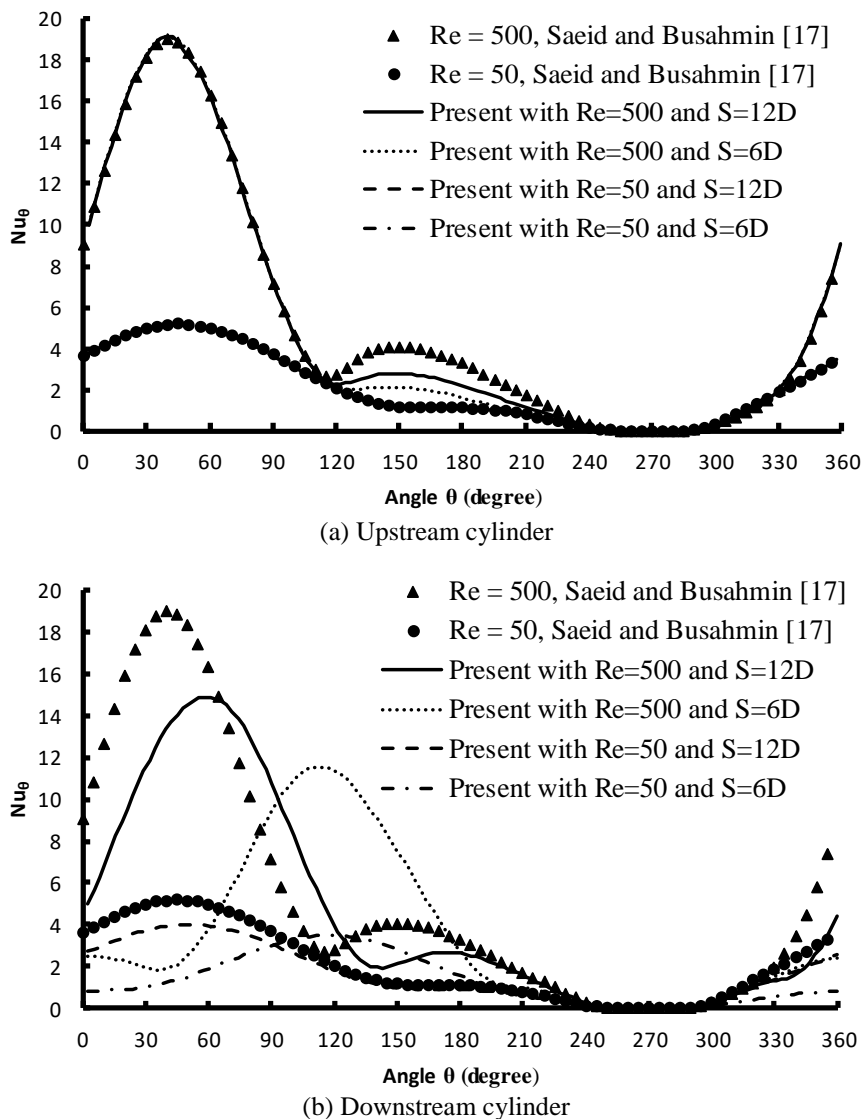 20
18
16
14
12
10
8
6
4
2
0
Nuθ
▲ Re = 500, Saeid and Busahmin [17]
● Re = 50, Saeid and Busahmin [17]
Present with Re=500 and S=12D
Present with Re=500 and S=6D
Present with Re=50 and S=12D
Present with Re=50 and S=6D
0 30 60 90 120 150 180 210 240 270 300 330 360
Angle θ (degree)
(a) Upstream cylinder
20
18
16
14
12
10
8
6
4
2
0
Nuθ
▲ Re = 500, Saeid and Busahmin [17]
● Re = 50, Saeid and Busahmin [17]
Present with Re=500 and S=12D
Present with Re=500 and S=6D
Present with Re=50 and S=12D
Present with Re=50 and S=6D
0 30 60 90 120 150 180 210 240 270 300 330 360
Angle θ (degree)
(b) Downstream cylinder